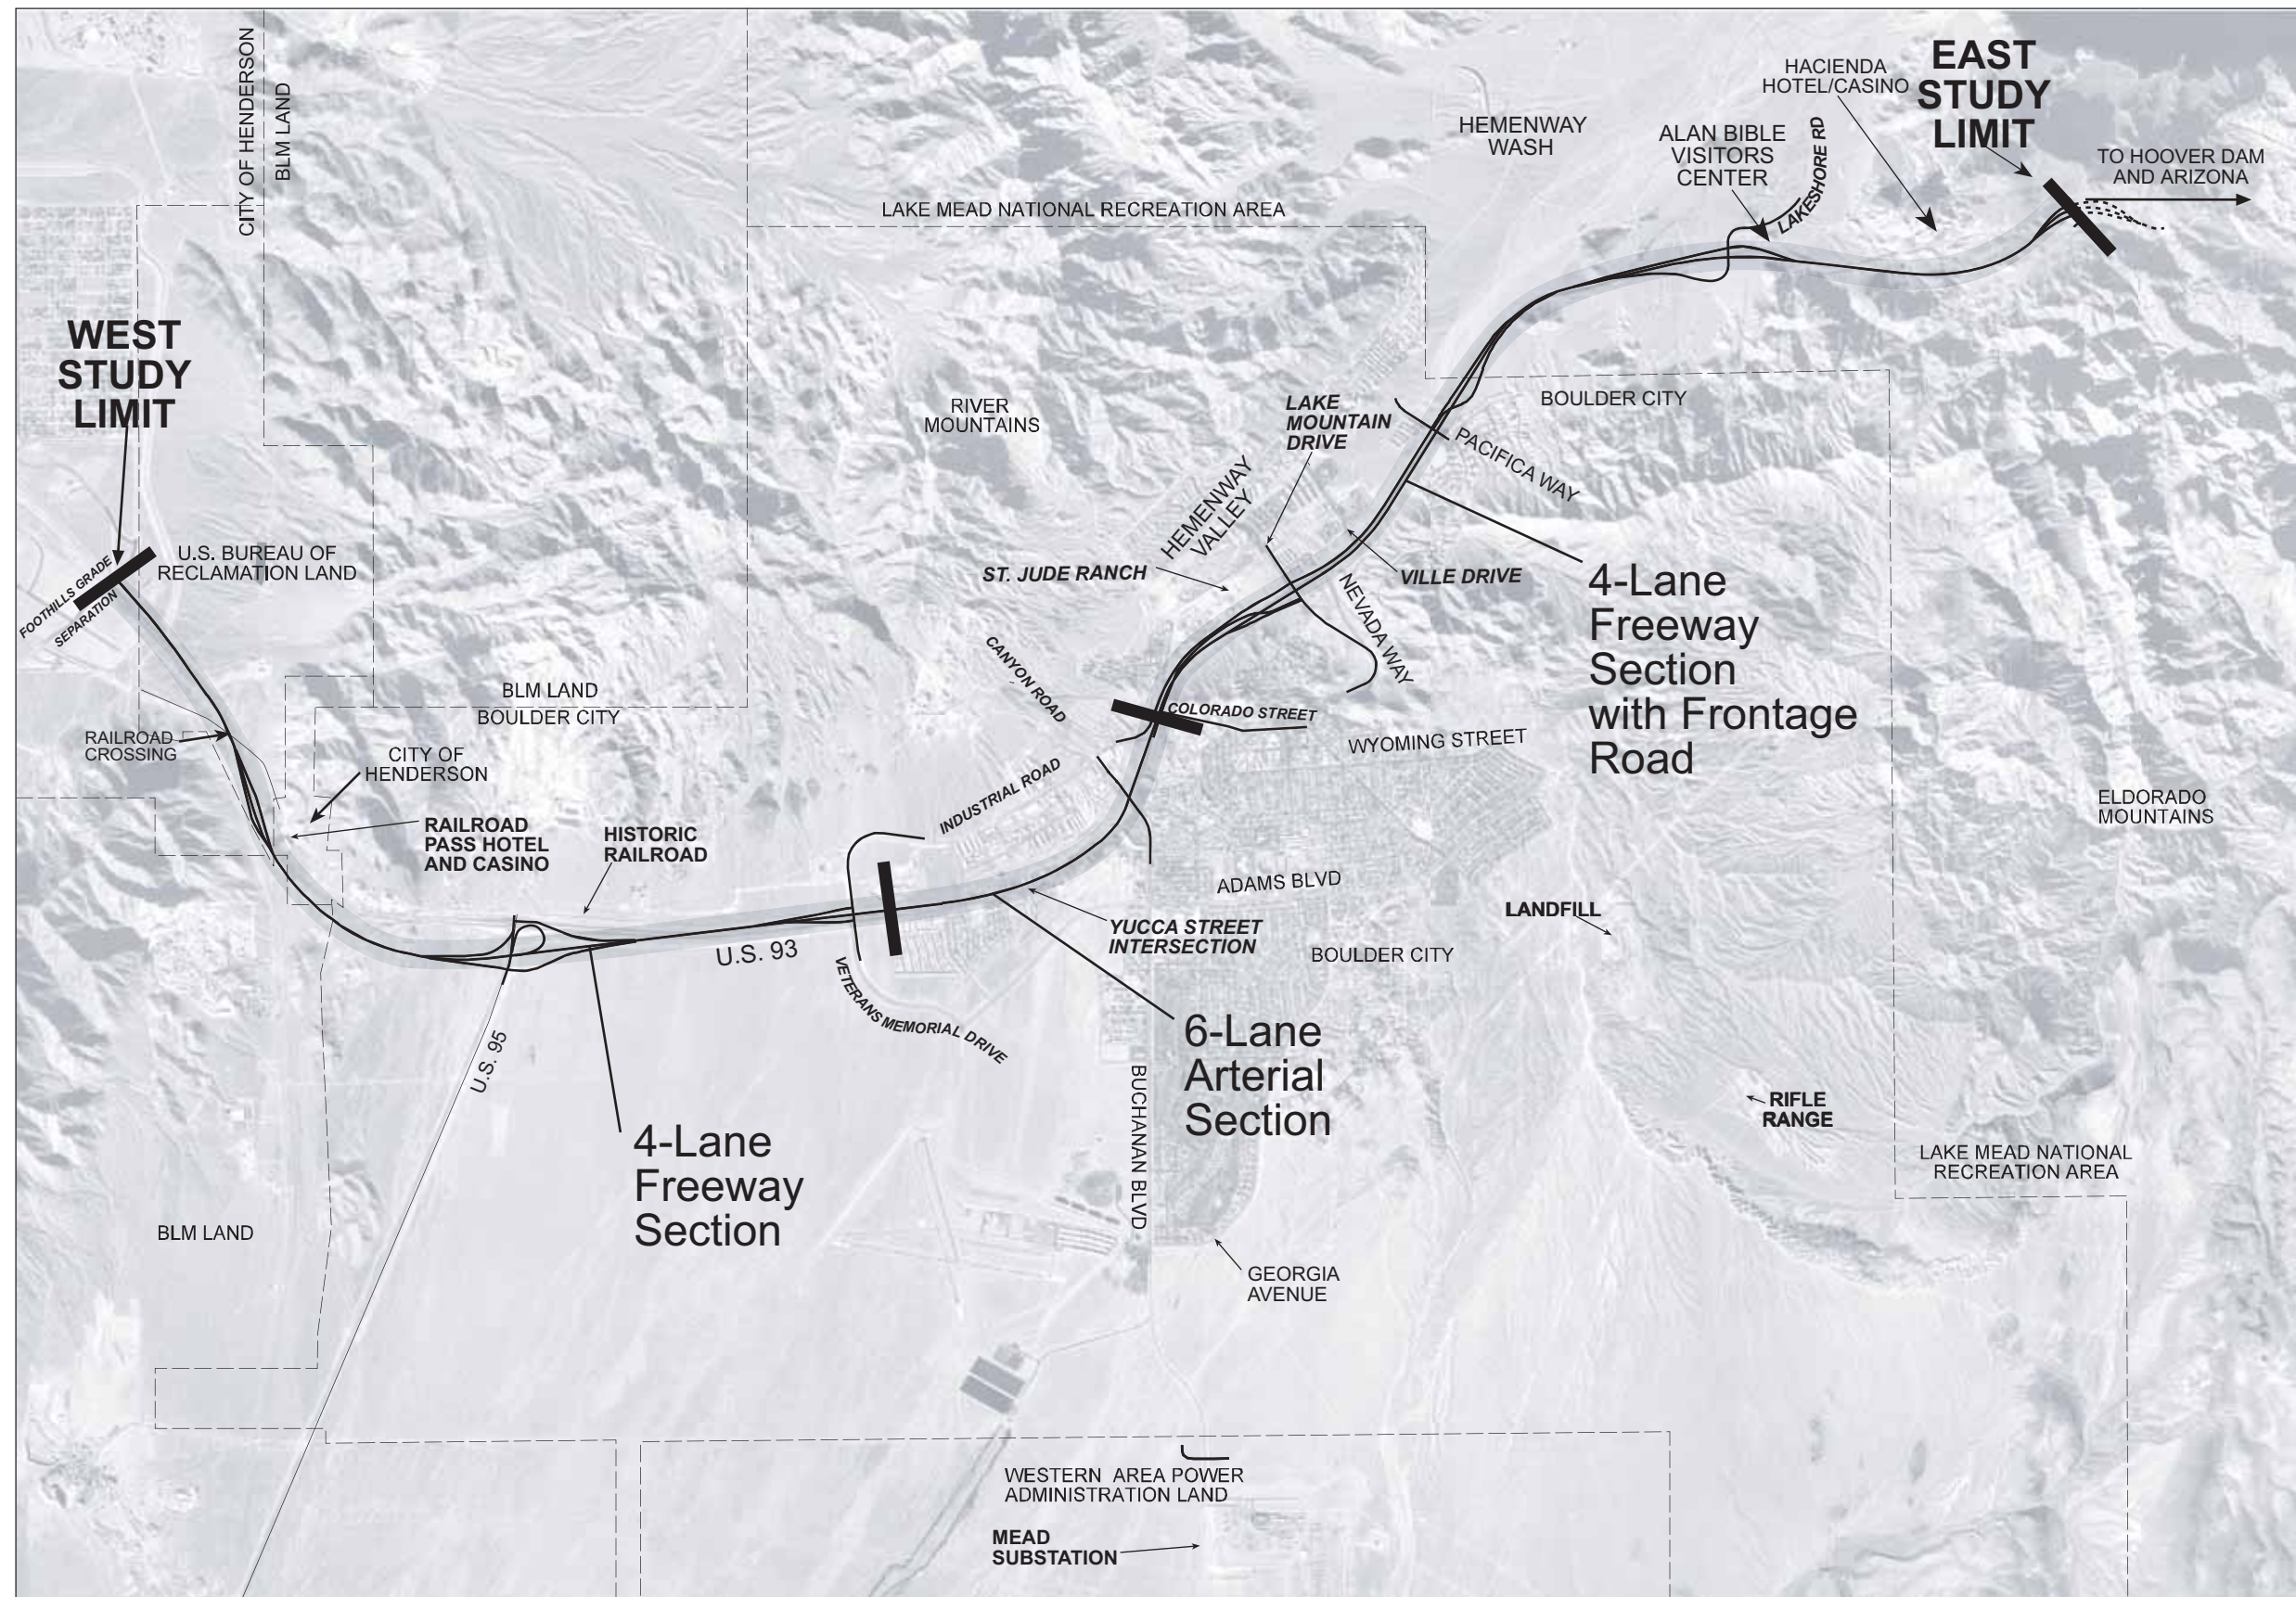 CITY OF HENDERSON
BLM LAND
HACIENDA
HOTEL/CASINO
EAST
STUDY
LIMIT
HEMENWAY
WASH
ALAN BIBLE
VISITORS
CENTER
LAKESHORE RD
TO HOOVER DAM
AND ARIZONA
LAKE MEAD NATIONAL RECREATION AREA
WEST
STUDY
LIMIT
RIVER
MOUNTAINS
LAKE
MOUNTAIN
DRIVE
BOULDER CITY
PACIFICA WAY
HEMENWAY
VALLEY
FOOTHILLS GRADE
SEPARATION
U.S. BUREAU OF
RECLAMATION LAND
ST. JUDE RANCH
VILLE DRIVE
NEVADA WAY
4-Lane
Freeway
Section
with Frontage
Road
CANYON ROAD
BLM LAND
BOULDER CITY
COLORADO STREET
WYOMING STREET
RAILROAD
CROSSING
CITY OF
HENDERSON
INDUSTRIAL ROAD
ELDORADO
MOUNTAINS
RAILROAD
PASS HOTEL
AND CASINO
HISTORIC
RAILROAD
ADAMS BLVD
LANDFILL
YUCCA STREET
INTERSECTION
BOULDER CITY
U.S. 93
VETERANS MEMORIAL DRIVE
U.S. 95
6-Lane
Arterial
Section
BUCHANAN BLVD
RIFLE
RANGE
4-Lane
Freeway
Section
LAKE MEAD NATIONAL
RECREATION AREA
BLM LAND
GEORGIA
AVENUE
WESTERN AREA POWER
ADMINISTRATION LAND
MEAD
SUBSTATION